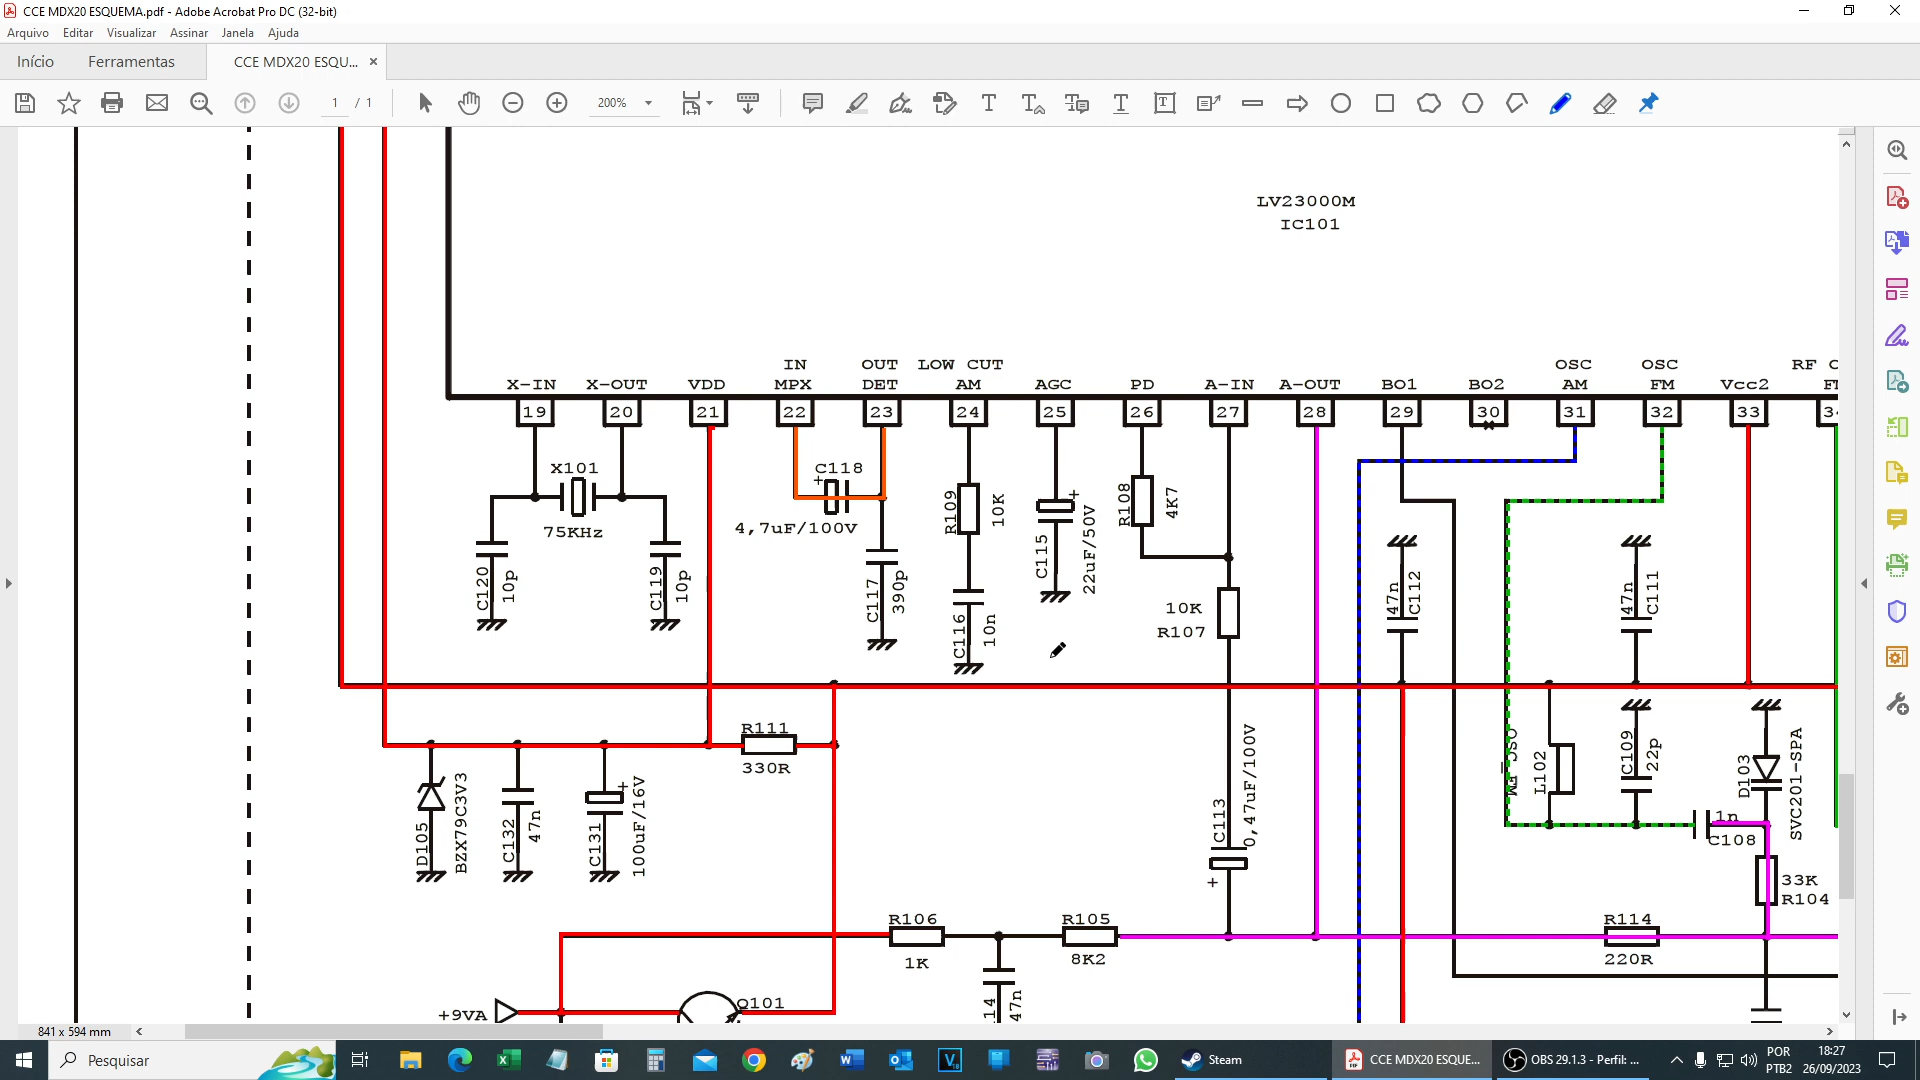 CCE MDX20 ESQUEMA.pdf - Adobe Acrobat Pro DC (32-bit)
Arquivo Editar Visualizar Assinar Janela Ajuda
Início Ferramentas CCE MDX20 ESQU... ×
1 / 1 200%
LV23000M
IC101
IN OUT LOW CUT OSC OSC RF
X-IN X-OUT VDD MPX DET AM AGC PD A-IN A-OUT BO1 BO2 AM FM Vcc2
19 20 21 22 23 24 25 26 27 28 29 30 31 32 33
X101
75KHz
C118
+
4,7uF/100V
C120
10p
C119
10p
C117
390p
R109
10K
C116
10n
C115
+
22uF/50V
R108
4K7
10K
R107
47n
C112
47n
C111
R111
330R
D105
BZX79C3V3
C132
47n
C131
+
100uF/16V
C113
0,47uF/100V
+
OSC FM
L102
C109
22p
D103
SVC201-SPA
1n
C108
33K
R104
R106
1K
R105
8K2
R114
220R
47n
+9VA
Q101
841 x 594 mm
Pesquisar
Steam
CCE MDX20 ESQUE...
OBS 29.1.3 - Perfil: ...
POR
PTB2
18:27
26/09/2023